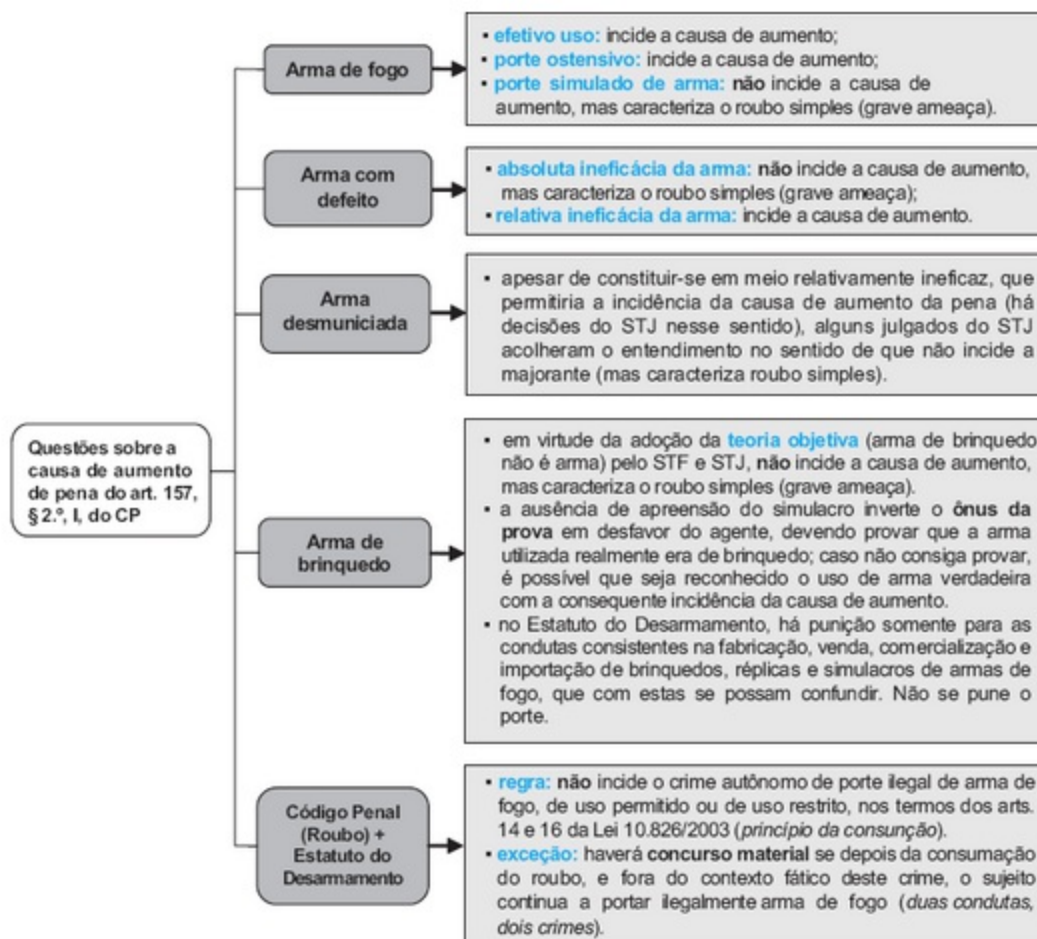 Questões sobre a
causa de aumento
de pena do art. 157,
§ 2.º, I, do CP
Arma de fogo
▪ efetivo uso: incide a causa de aumento;
▪ porte ostensivo: incide a causa de aumento;
▪ porte simulado de arma: não incide a causa de
aumento, mas caracteriza o roubo simples (grave ameaça).
Arma com
defeito
▪ absoluta ineficácia da arma: não incide a causa de aumento,
mas caracteriza o roubo simples (grave ameaça);
▪ relativa ineficácia da arma: incide a causa de aumento.
Arma
desmuniciada
▪ apesar de constituir-se em meio relativamente ineficaz, que
permitiria a incidência da causa de aumento da pena (há
decisões do STJ nesse sentido), alguns julgados do STJ
acolheram o entendimento no sentido de que não incide a
majorante (mas caracteriza roubo simples).
Arma de
brinquedo
▪ em virtude da adoção da teoria objetiva (arma de brinquedo
não é arma) pelo STF e STJ, não incide a causa de aumento,
mas caracteriza o roubo simples (grave ameaça).
▪ a ausência de apreensão do simulacro inverte o ônus da
prova em desfavor do agente, devendo provar que a arma
utilizada realmente era de brinquedo; caso não consiga provar,
é possível que seja reconhecido o uso de arma verdadeira
com a consequente incidência da causa de aumento.
▪ no Estatuto do Desarmamento, há punição somente para as
condutas consistentes na fabricação, venda, comercialização e
importação de brinquedos, réplicas e simulacros de armas de
fogo, que com estas se possam confundir. Não se pune o
porte.
Código Penal
(Roubo) +
Estatuto do
Desarmamento
▪ regra: não incide o crime autônomo de porte ilegal de arma de
fogo, de uso permitido ou de uso restrito, nos termos dos arts.
14 e 16 da Lei 10.826/2003 (princípio da consunção).
▪ exceção: haverá concurso material se depois da consumação
do roubo, e fora do contexto fático deste crime, o sujeito
continua a portar ilegalmente arma de fogo (duas condutas,
dois crimes).